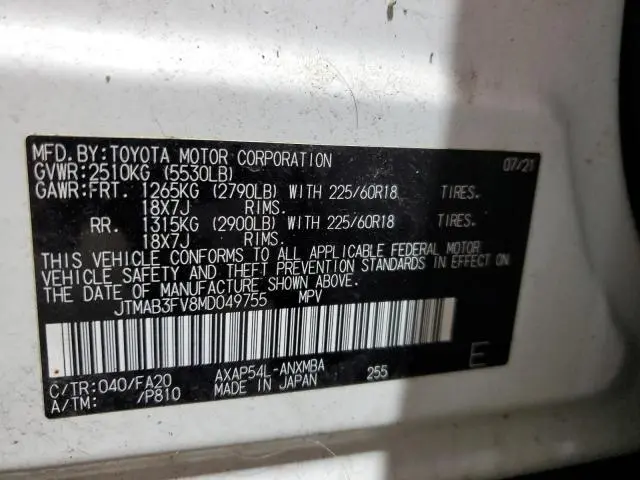 MFD. BY: TOYOTA MOTOR CORPORATION 07/21
GVWR: 2510KG (5530LB)
GAWR: FRT. 1265KG (2790LB) WITH 225/60R18 TIRES.
18X7J RIMS.
RR. 1315KG (2900LB) WITH 225/60R18 TIRES.
18X7J RIMS.
THIS VEHICLE CONFORMS TO ALL APPLICABLE FEDERAL MOTOR
VEHICLE SAFETY AND THEFT PREVENTION STANDARDS IN EFFECT ON
THE DATE OF MANUFACTURE SHOWN ABOVE.
JTMAB3FV8MD049755 MPV
C/TR: 040/FA20 AXAP54L-ANXMBA 255 E
A/TM: /P810 MADE IN JAPAN